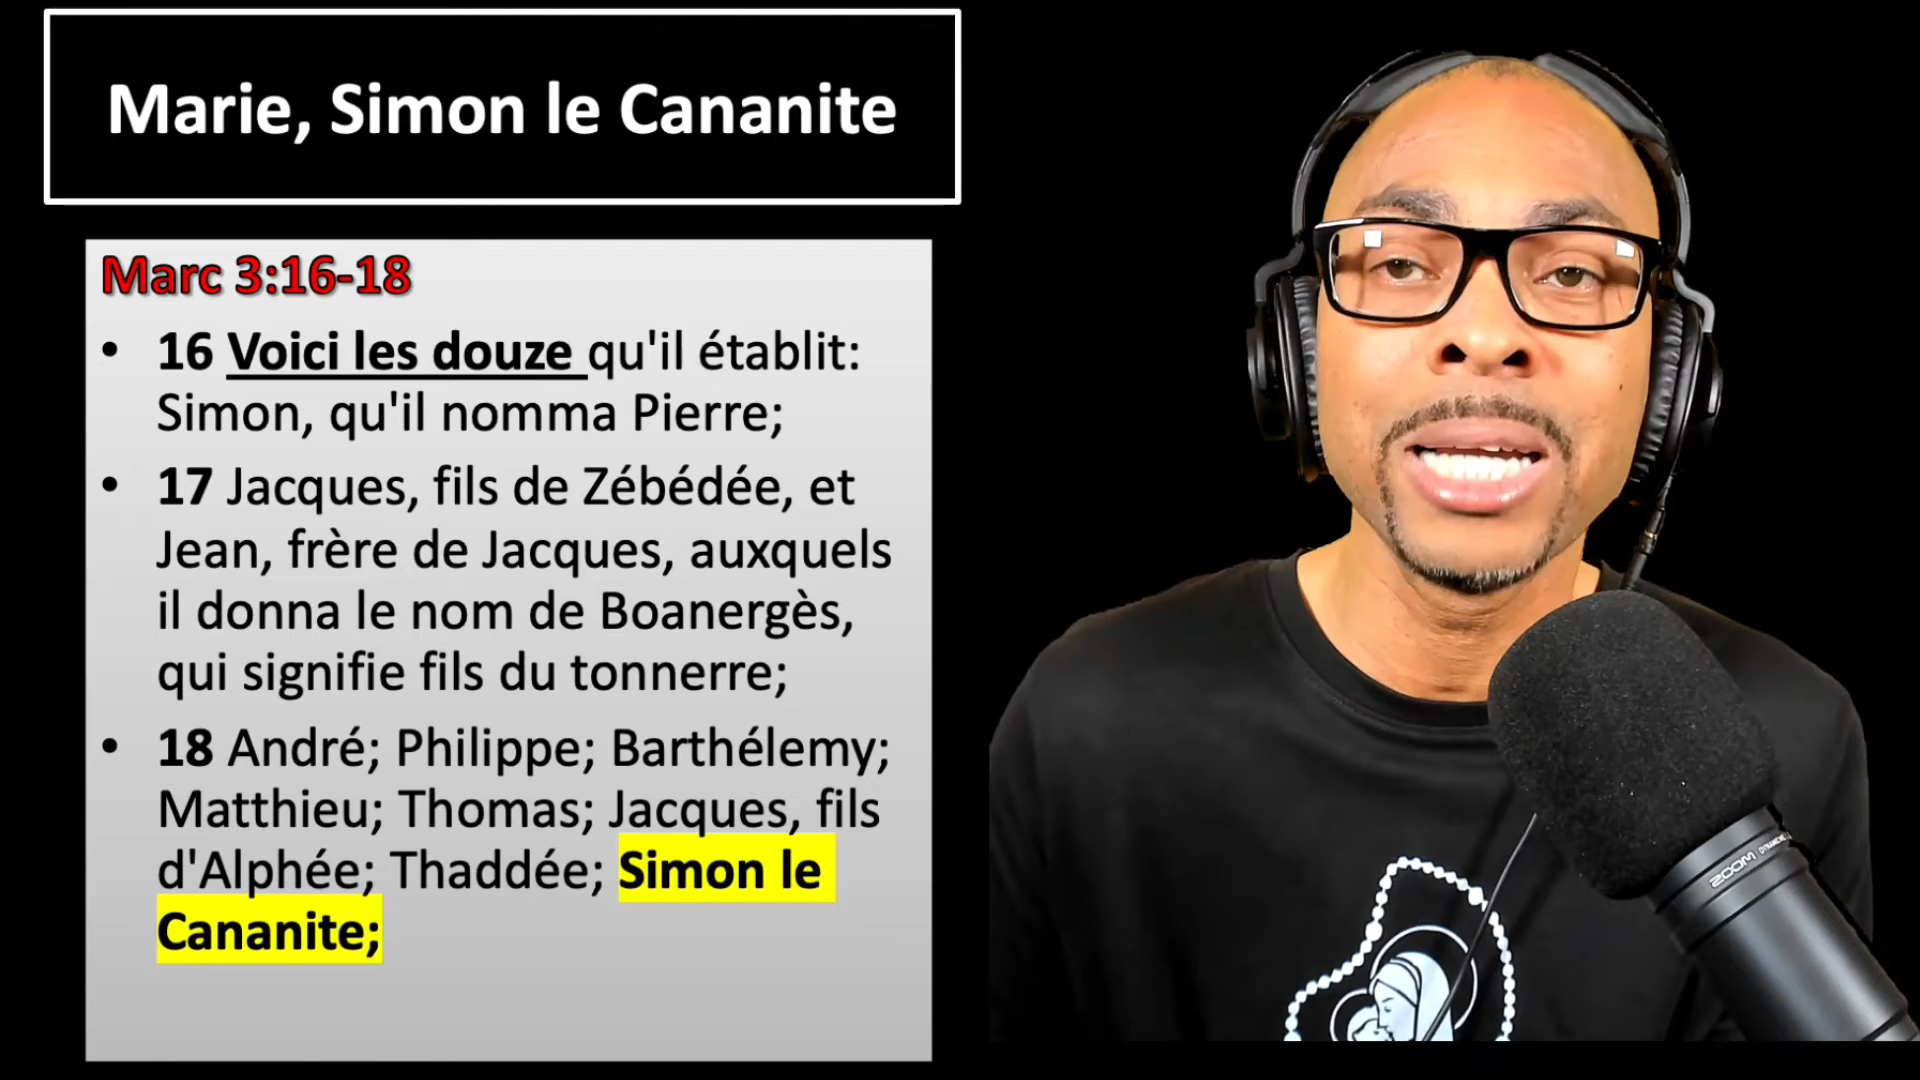 Marie, Simon le Cananite
Marc 3:16-18
• 16 Voici les douze qu'il établit:
Simon, qu'il nomma Pierre;
• 17 Jacques, fils de Zébédée, et
Jean, frère de Jacques, auxquels
il donna le nom de Boanergès,
qui signifie fils du tonnerre;
• 18 André; Philippe; Barthélemy;
Matthieu; Thomas; Jacques, fils
d'Alphée; Thaddée; Simon le
Cananite;
ZOOM DYNAMIC